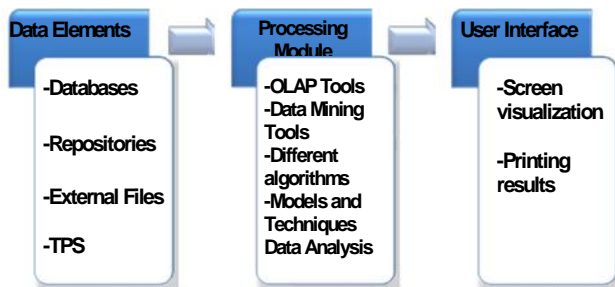 Data Elements
-Databases
-Repositories
-External Files
-TPS
Processing
Module
-OLAP Tools
-Data Mining
Tools
-Different
algorithms
-Models and
Techniques
Data Analysis
User Interface
-Screen
visualization
-Printing
results